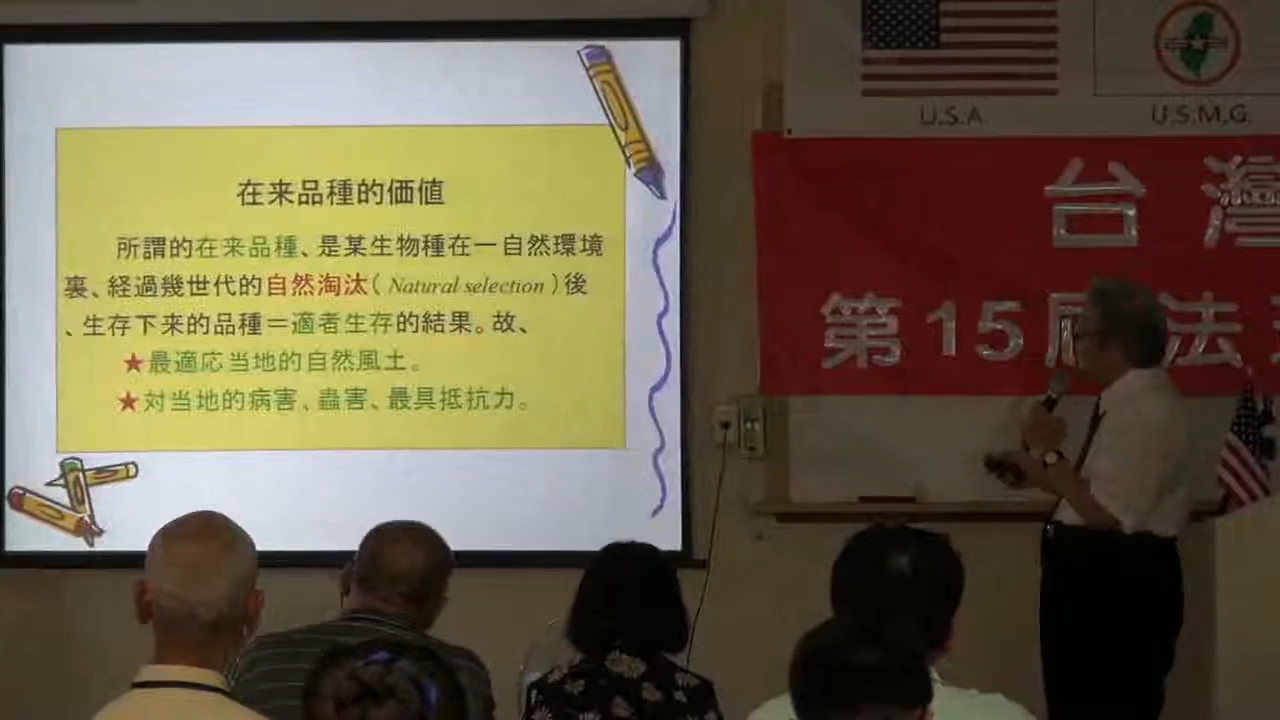 在来品種的価値
所謂的在来品種、是某生物種在一自然環境
裏、経過幾世代的自然淘汰(Natural selection)後
、生存下来的品種=適者生存的結果。故、
★最適応当地的自然風土。
★対当地的病害、蟲害、最具抵抗力。
U.S.A
U.S.M.G.
台灣
第15屆法